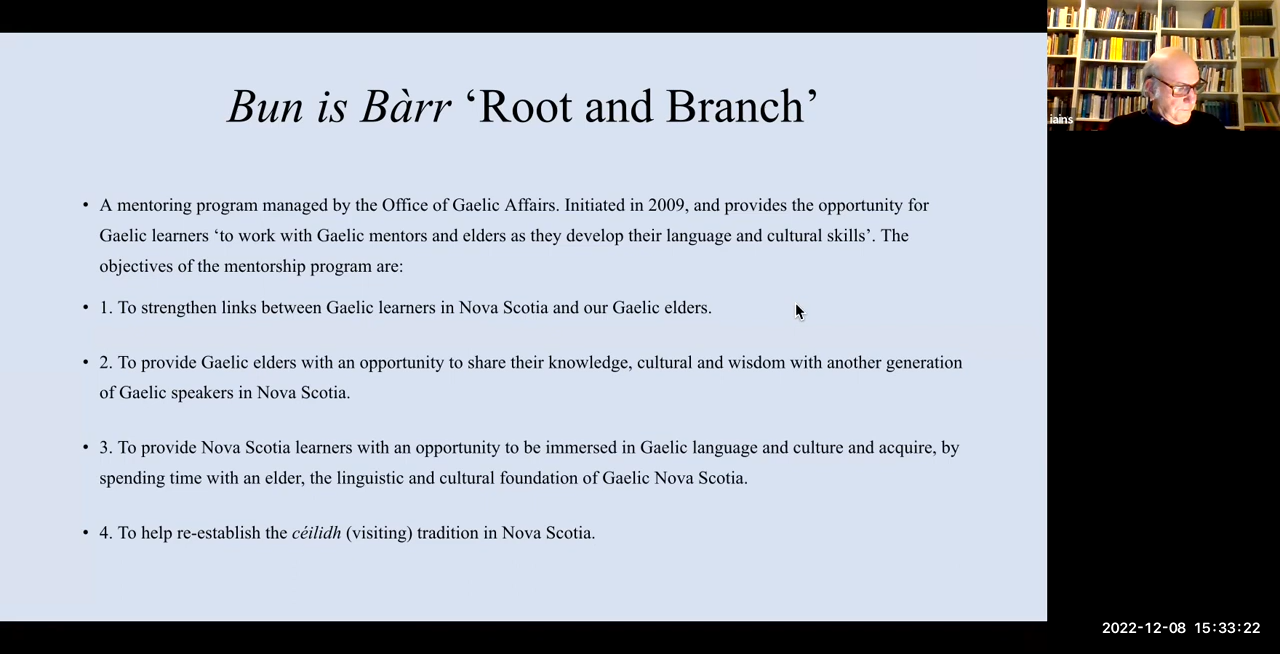 Bun is Bàrr ‘Root and Branch’
• A mentoring program managed by the Office of Gaelic Affairs. Initiated in 2009, and provides the opportunity for
Gaelic learners ‘to work with Gaelic mentors and elders as they develop their language and cultural skills’. The
objectives of the mentorship program are:
• 1. To strengthen links between Gaelic learners in Nova Scotia and our Gaelic elders.
• 2. To provide Gaelic elders with an opportunity to share their knowledge, cultural and wisdom with another generation
of Gaelic speakers in Nova Scotia.
• 3. To provide Nova Scotia learners with an opportunity to be immersed in Gaelic language and culture and acquire, by
spending time with an elder, the linguistic and cultural foundation of Gaelic Nova Scotia.
• 4. To help re-establish the céilidh (visiting) tradition in Nova Scotia.
iains
2022-12-08 15:33:22